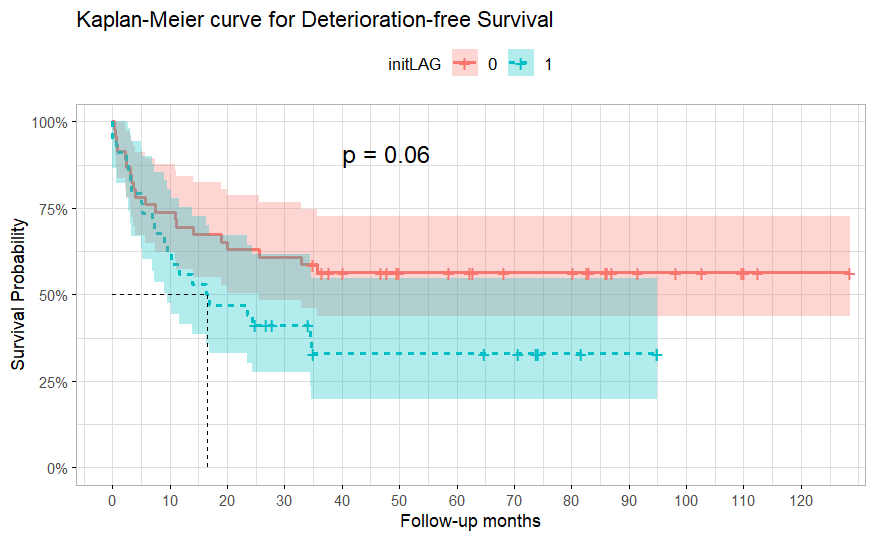 Kaplan-Meier curve for Deterioration-free Survival
initLAG 0 1
100%
p = 0.06
75%
50%
25%
0%
Survival Probability
0 10 20 30 40 50 60 70 80 90 100 110 120
Follow-up months